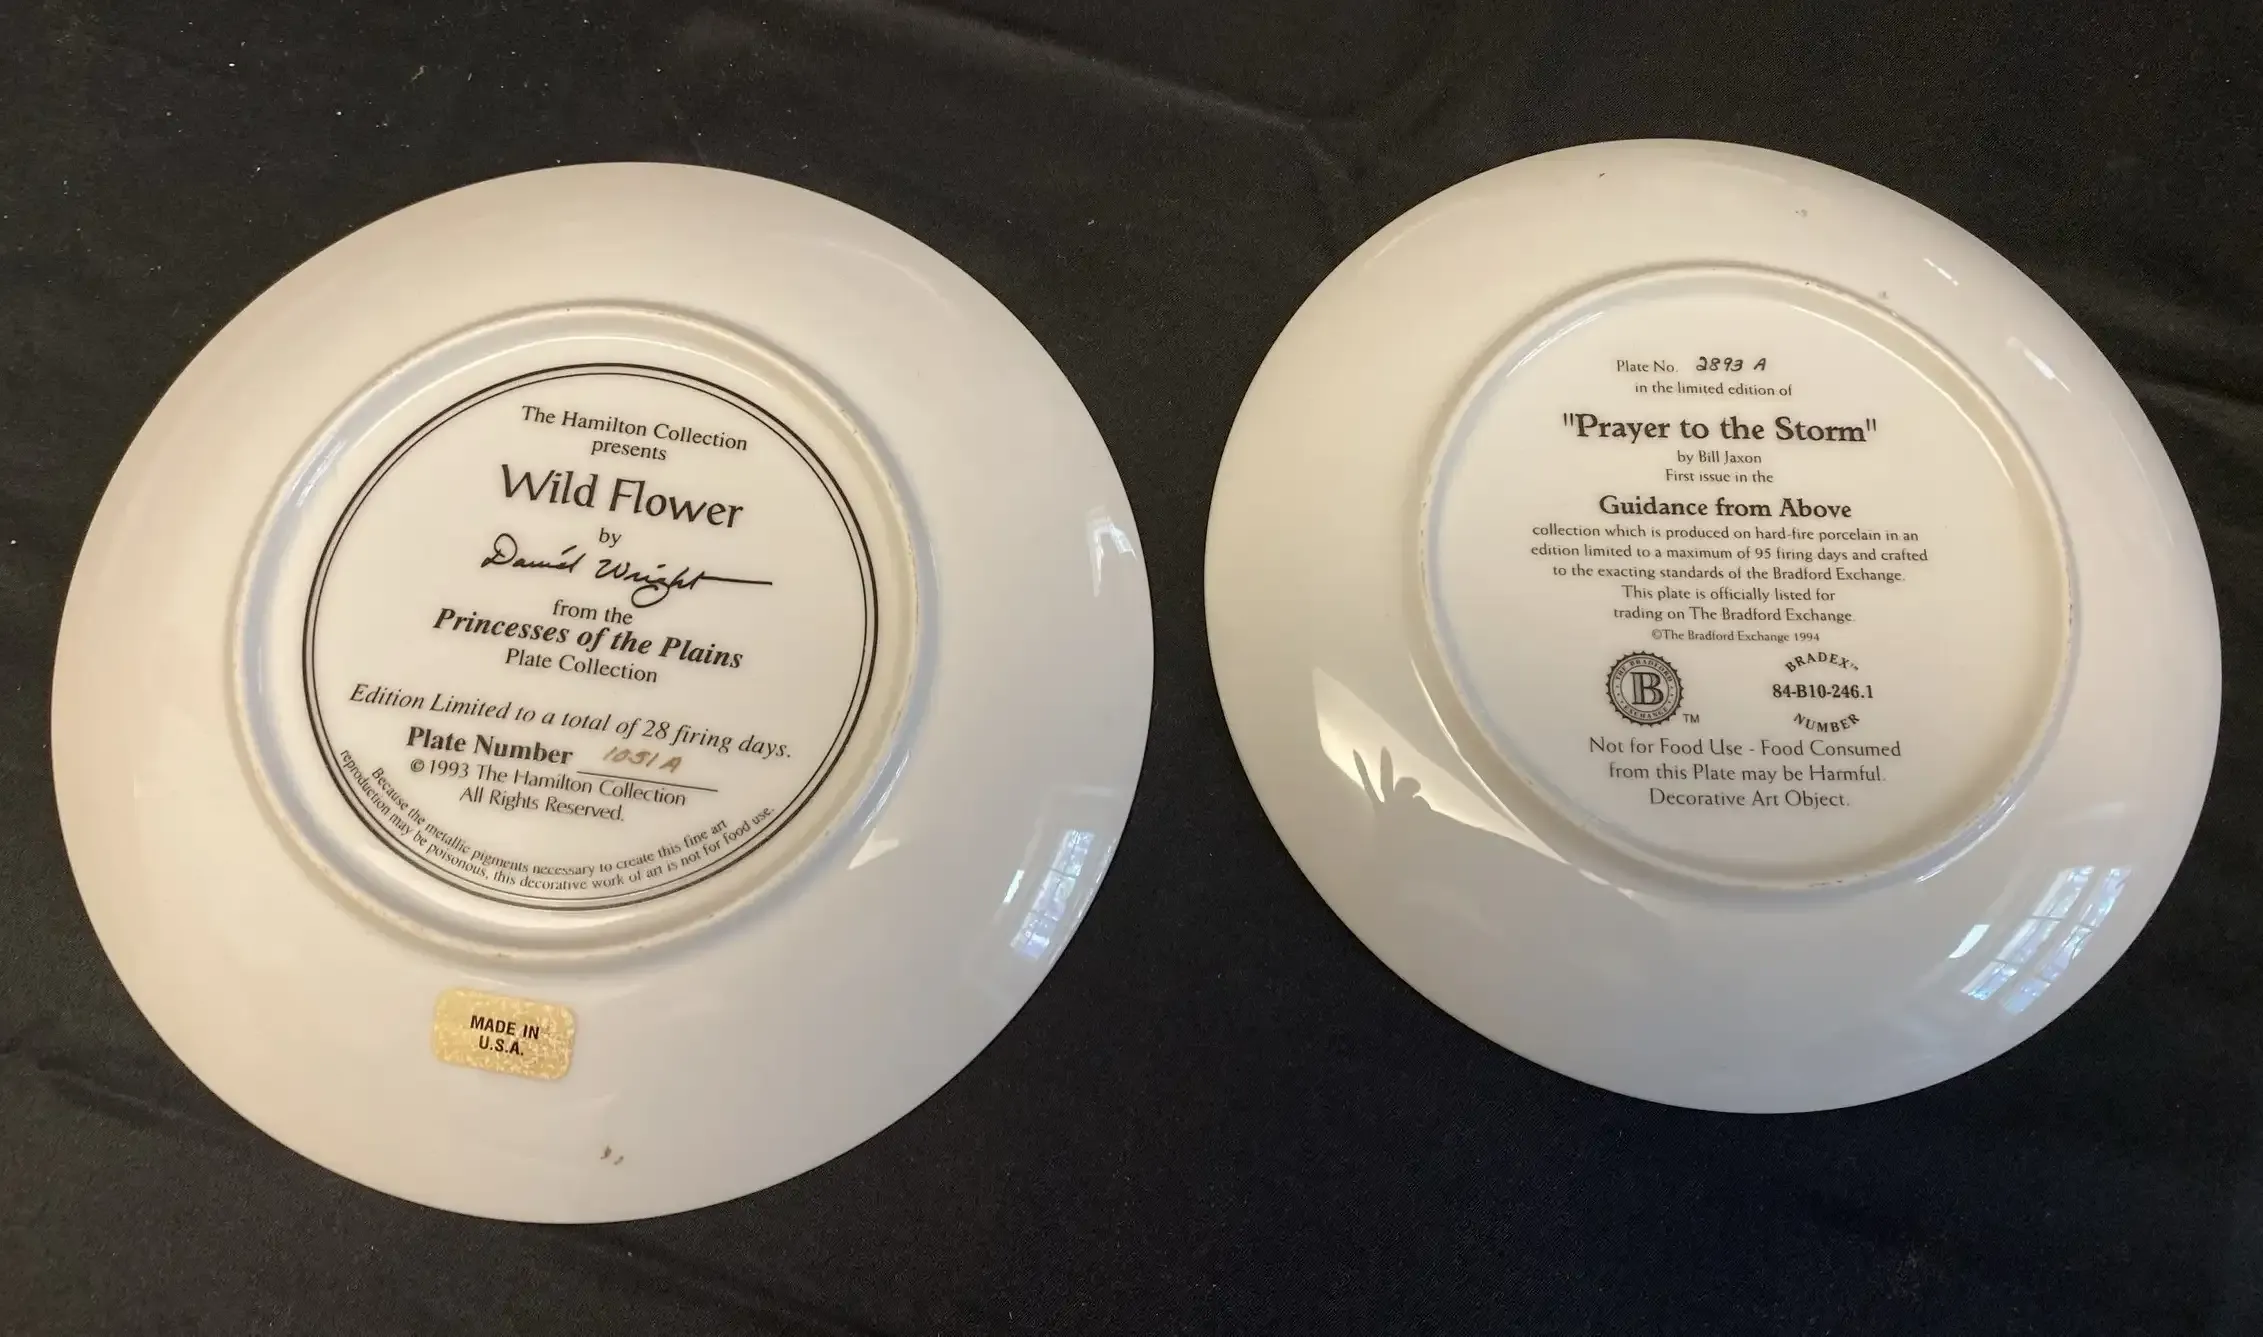 The Hamilton Collection
presents
Wild Flower
by
Daniel Wright
from the
Princesses of the Plains
Plate Collection
Edition Limited to a total of 28 firing days.
Plate Number 1051A
©1993 The Hamilton Collection
All Rights Reserved.
Because the metallic pigments necessary to create this fine art
reproduction may be poisonous, this decorative work of art is not for food use.
MADE IN
U.S.A.
Plate No. 2893 A
in the limited edition of
"Prayer to the Storm"
by Bill Jaxon
First issue in the
Guidance from Above
collection which is produced on hard-fire porcelain in an
edition limited to a maximum of 95 firing days and crafted
to the exacting standards of the Bradford Exchange.
This plate is officially listed for
trading on The Bradford Exchange.
©The Bradford Exchange 1994
THE BRADFORD
B
EXCHANGE
TM
BRADEX™
84-B10-246.1
NUMBER
Not for Food Use - Food Consumed
from this Plate may be Harmful.
Decorative Art Object.